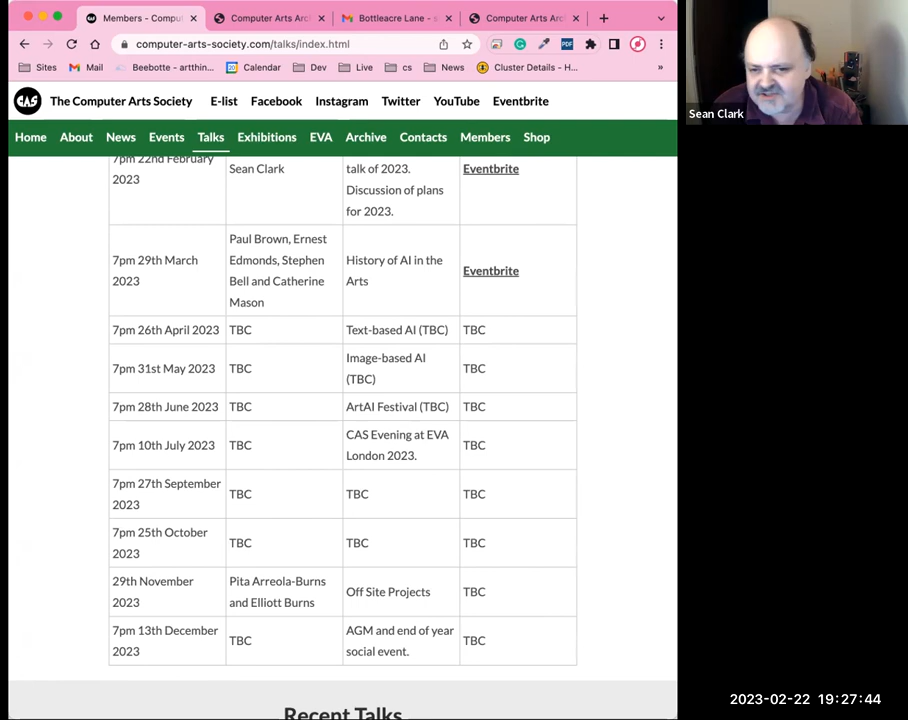 Members - Compu
Computer Arts Arc
Bottleacre Lane - s
Computer Arts Arc
computer-arts-society.com/talks/index.html
Sites
Mail
Beebotte - artthin...
Calendar
Dev
Live
cs
News
Cluster Details - H...
»
CAS
The Computer Arts Society
E-list
Facebook
Instagram
Twitter
YouTube
Eventbrite
Home
About
News
Events
Talks
Exhibitions
EVA
Archive
Contacts
Members
Shop
7pm 22nd February
2023
Sean Clark
talk of 2023.
Discussion of plans
for 2023.
Eventbrite
7pm 29th March
2023
Paul Brown, Ernest
Edmonds, Stephen
Bell and Catherine
Mason
History of AI in the
Arts
Eventbrite
7pm 26th April 2023
TBC
Text-based AI (TBC)
TBC
7pm 31st May 2023
TBC
Image-based AI
(TBC)
TBC
7pm 28th June 2023
TBC
ArtAI Festival (TBC)
TBC
7pm 10th July 2023
TBC
CAS Evening at EVA
London 2023.
TBC
7pm 27th September
2023
TBC
TBC
TBC
7pm 25th October
2023
TBC
TBC
TBC
29th November
2023
Pita Arreola-Burns
and Elliott Burns
Off Site Projects
TBC
7pm 13th December
2023
TBC
AGM and end of year
social event.
TBC
Recent Talks
Sean Clark
2023-02-22 19:27:44
PDF